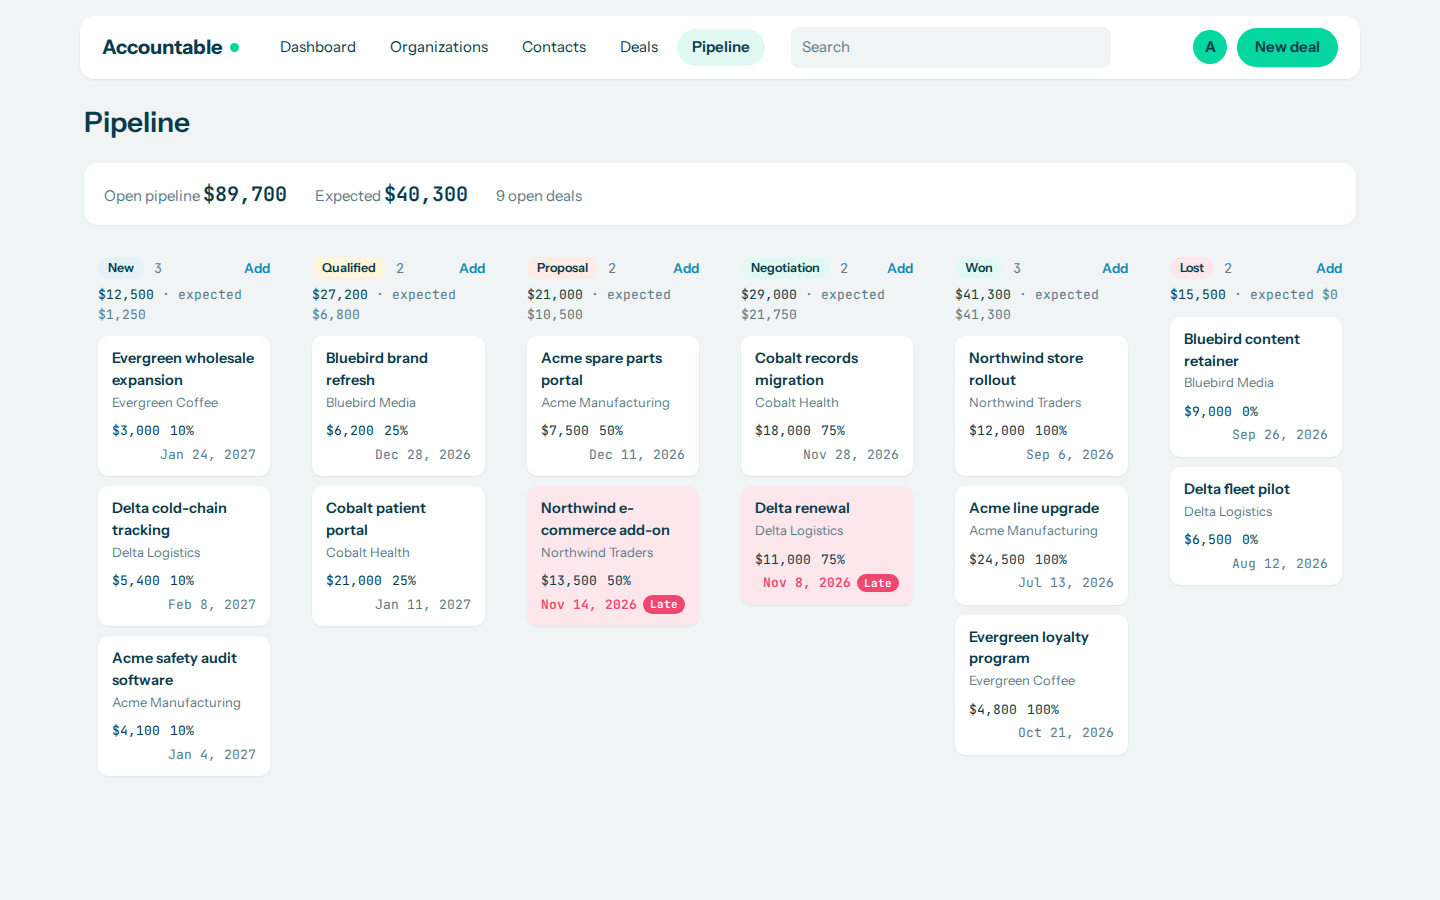 Accountable
Dashboard
Organizations
Contacts
Deals
Pipeline
Search
A
New deal
Pipeline
Open pipeline $89,700
Expected $40,300
9 open deals
New 3 Add
$12,500 · expected
$1,250
Evergreen wholesale
expansion
Evergreen Coffee
$3,000 10%
Jan 24, 2027
Delta cold-chain
tracking
Delta Logistics
$5,400 10%
Feb 8, 2027
Acme safety audit
software
Acme Manufacturing
$4,100 10%
Jan 4, 2027
Qualified 2 Add
$27,200 · expected
$6,800
Bluebird brand
refresh
Bluebird Media
$6,200 25%
Dec 28, 2026
Cobalt patient
portal
Cobalt Health
$21,000 25%
Jan 11, 2027
Proposal 2 Add
$21,000 · expected
$10,500
Acme spare parts
portal
Acme Manufacturing
$7,500 50%
Dec 11, 2026
Northwind e-
commerce add-on
Northwind Traders
$13,500 50%
Nov 14, 2026 Late
Negotiation 2 Add
$29,000 · expected
$21,750
Cobalt records
migration
Cobalt Health
$18,000 75%
Nov 28, 2026
Delta renewal
Delta Logistics
$11,000 75%
Nov 8, 2026 Late
Won 3 Add
$41,300 · expected
$41,300
Northwind store
rollout
Northwind Traders
$12,000 100%
Sep 6, 2026
Acme line upgrade
Acme Manufacturing
$24,500 100%
Jul 13, 2026
Evergreen loyalty
program
Evergreen Coffee
$4,800 100%
Oct 21, 2026
Lost 2 Add
$15,500 · expected $0
Bluebird content
retainer
Bluebird Media
$9,000 0%
Sep 26, 2026
Delta fleet pilot
Delta Logistics
$6,500 0%
Aug 12, 2026